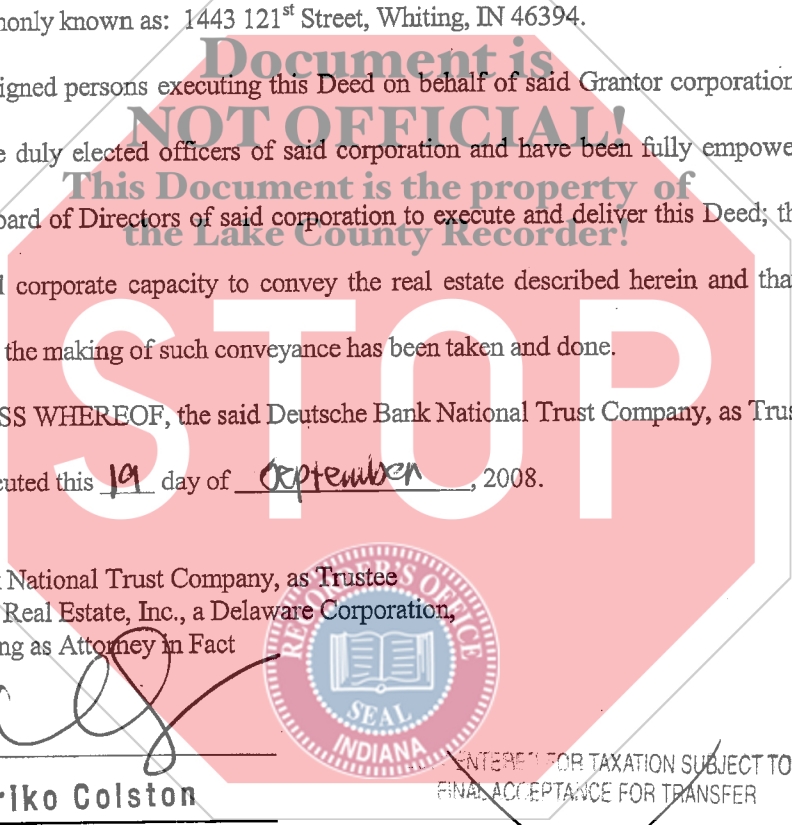 nonly known as: 1443 121st Street, Whiting, IN 46394.
Document is
igned persons executing this Deed on behalf of said Grantor corporation
NOT OFFICIAL!
e duly elected officers of said corporation and have been fully empowe
This Document is the property of
oard of Directors of said corporation to execute and deliver this Deed; th
the Lake County Recorder!
l corporate capacity to convey the real estate described herein and tha
STOP
the making of such conveyance has been taken and done.
SS WHEREOF, the said Deutsche Bank National Trust Company, as Trus
cuted this 19 day of September, 2008.
National Trust Company, as Trustee
Real Estate, Inc., a Delaware Corporation,
ng as Attorney in Fact
RECORDER'S OFFICE
SEAL
INDIANA
ENTERED FOR TAXATION SUBJECT TO
FINAL ACCEPTANCE FOR TRANSFER
riko Colston